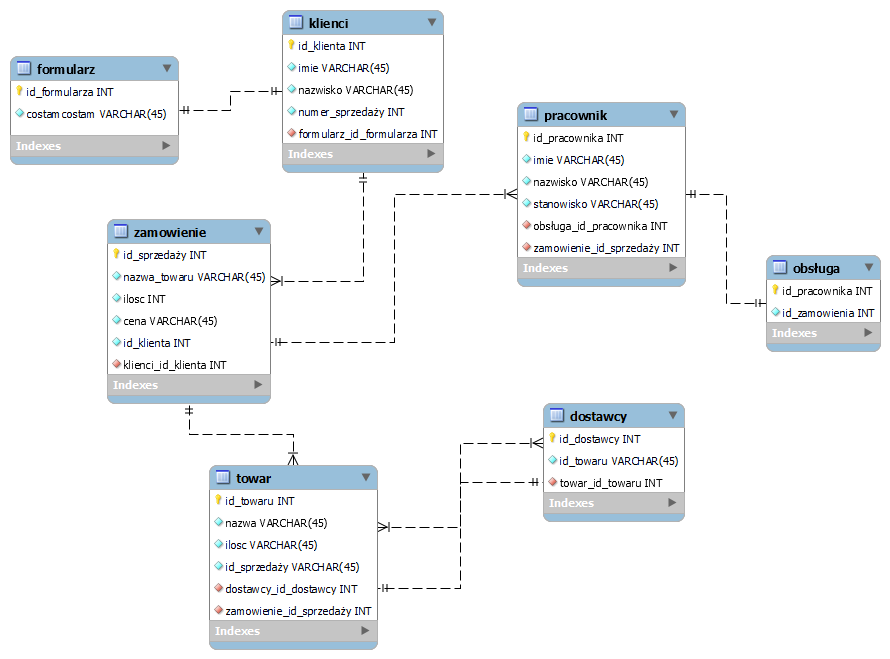 formularz
id_formularza INT
costamcostam VARCHAR(45)
Indexes
klienci
id_klienta INT
imie VARCHAR(45)
nazwisko VARCHAR(45)
numer_sprzedaży INT
formularz_id_formularza INT
Indexes
pracownik
id_pracownika INT
imie VARCHAR(45)
nazwisko VARCHAR(45)
stanowisko VARCHAR(45)
obsługa_id_pracownika INT
zamowienie_id_sprzedaży INT
Indexes
zamowienie
id_sprzedaży INT
nazwa_towaru VARCHAR(45)
ilosc INT
cena VARCHAR(45)
id_klienta INT
klienci_id_klienta INT
Indexes
obsługa
id_pracownika INT
id_zamowienia INT
Indexes
towar
id_towaru INT
nazwa VARCHAR(45)
ilosc VARCHAR(45)
id_sprzedaży VARCHAR(45)
dostawcy_id_dostawcy INT
zamowienie_id_sprzedaży INT
Indexes
dostawcy
id_dostawcy INT
id_towaru VARCHAR(45)
towar_id_towaru INT
Indexes